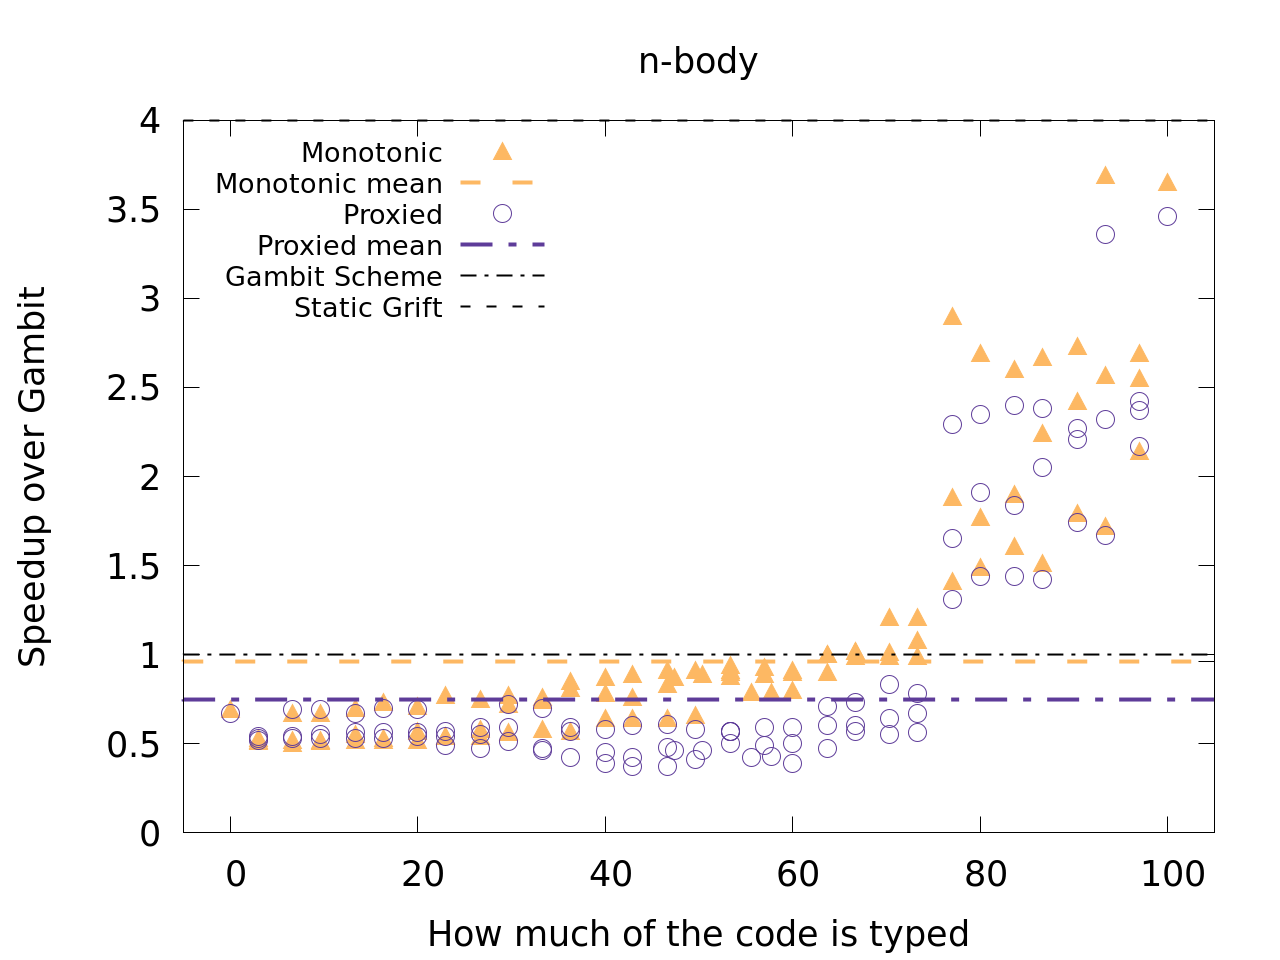 n-body
Speedup over Gambit
4
3.5
3
2.5
2
1.5
1
0.5
0
Monotonic
Monotonic mean
Proxied
Proxied mean
Gambit Scheme
Static Grift
0 20 40 60 80 100
How much of the code is typed